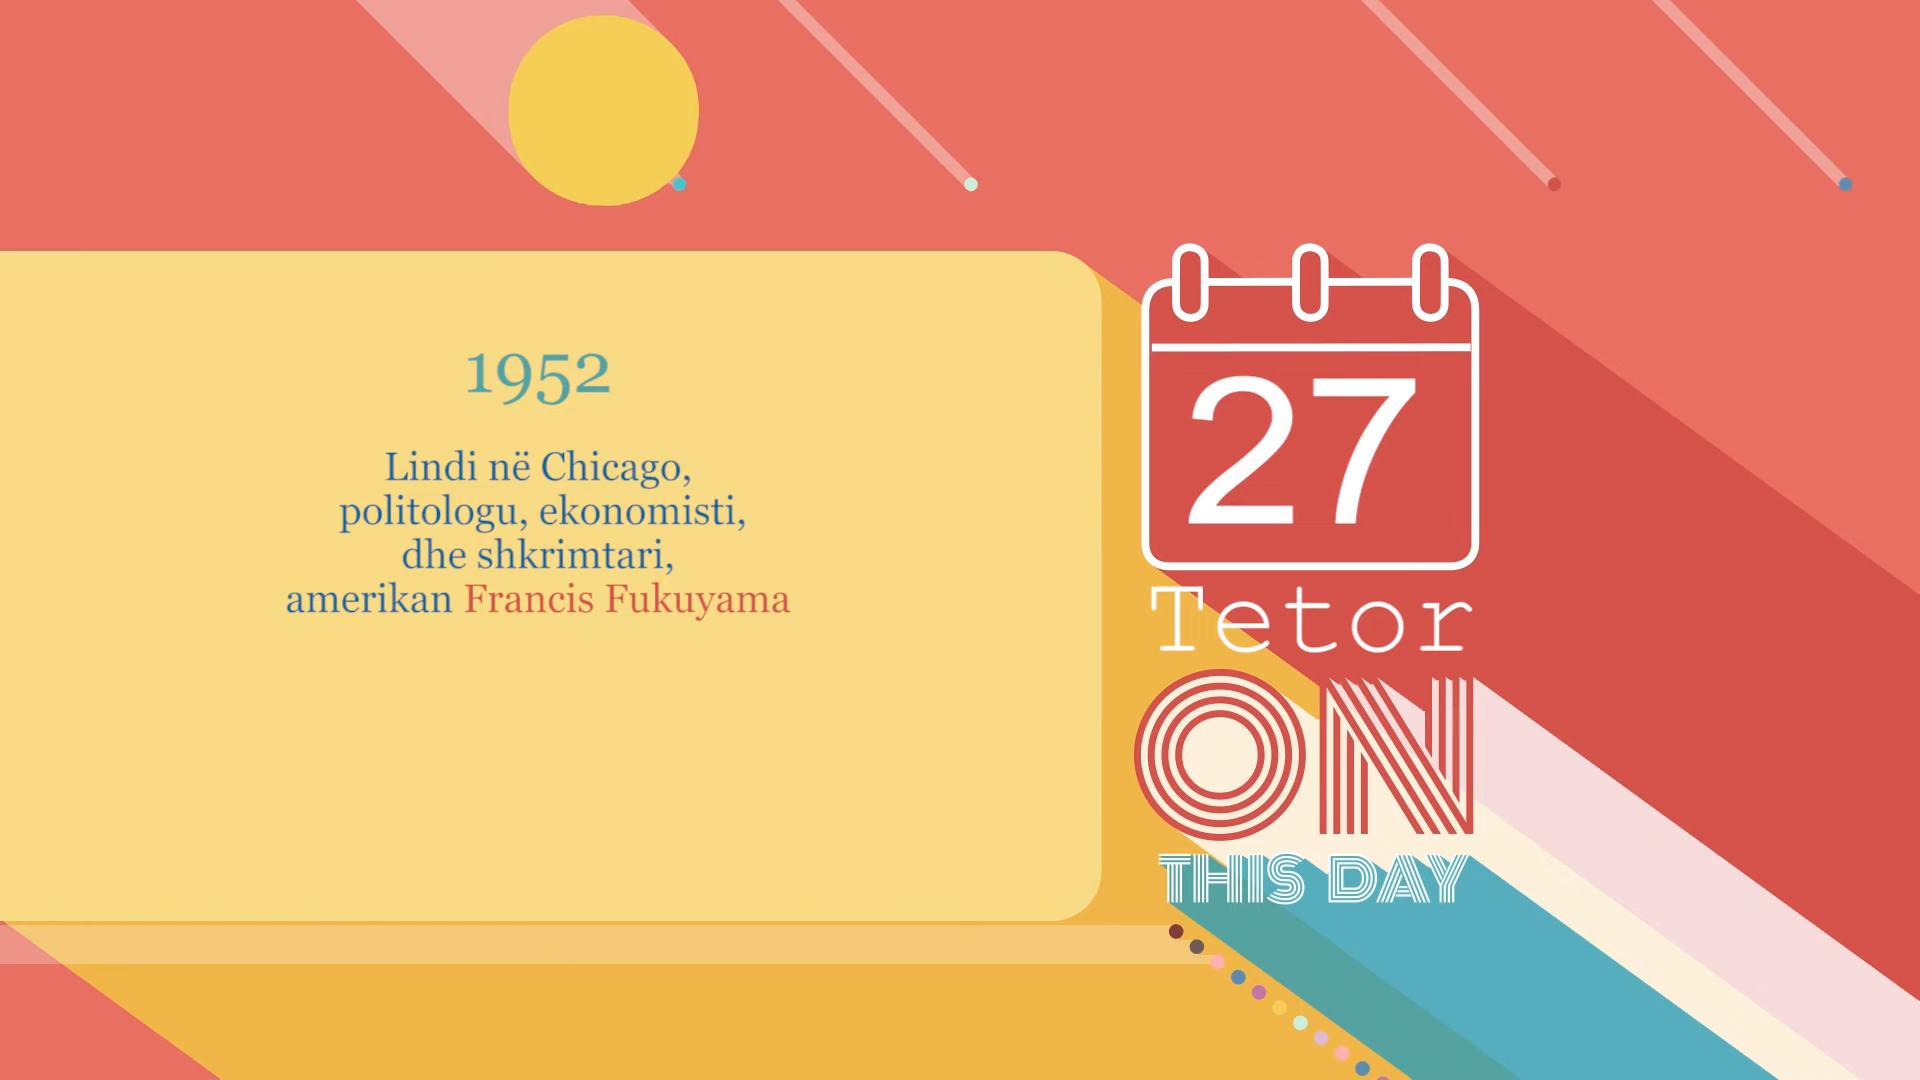 1952
Lindi në Chicago,
politologu, ekonomisti,
dhe shkrimtari,
amerikan Francis Fukuyama
27
Tetor
ON
THIS DAY